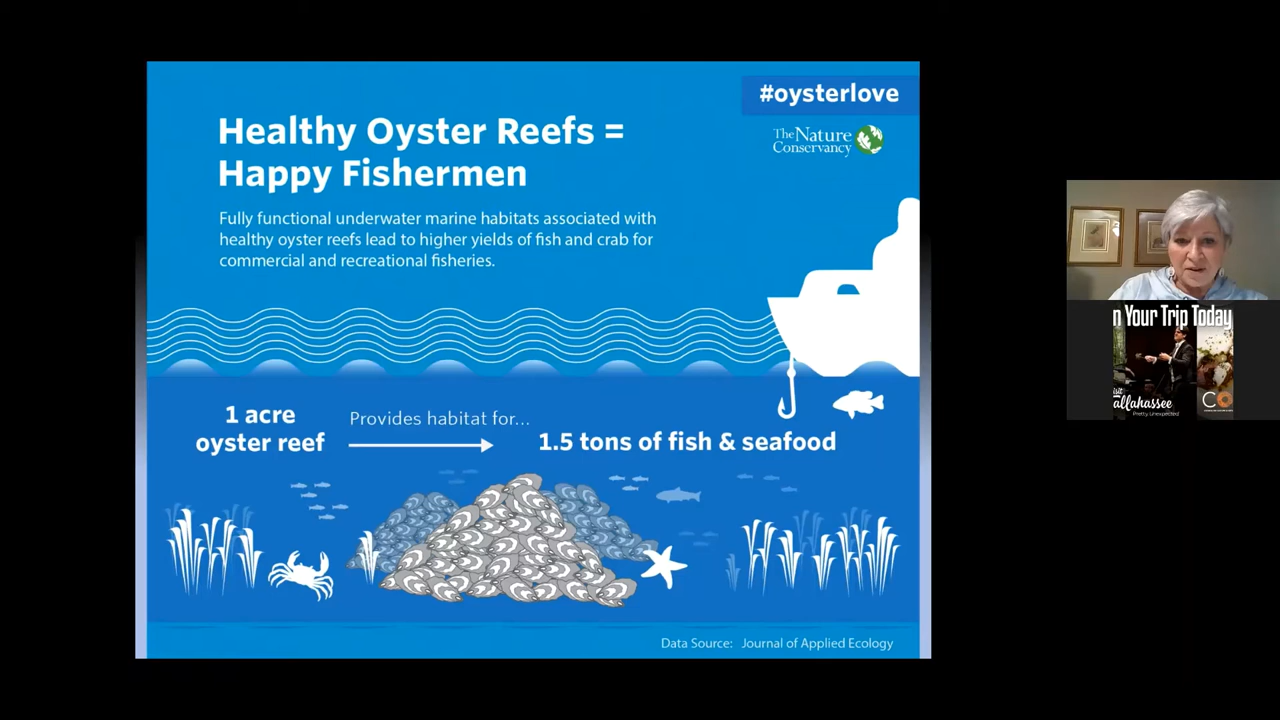 #oysterlove
The Nature
Conservancy
Healthy Oyster Reefs =
Happy Fishermen
Fully functional underwater marine habitats associated with
healthy oyster reefs lead to higher yields of fish and crab for
commercial and recreational fisheries.
1 acre
oyster reef
Provides habitat for...
1.5 tons of fish & seafood
Data Source: Journal of Applied Ecology
n Your Trip Today
allahassee
Pretty Unexpected